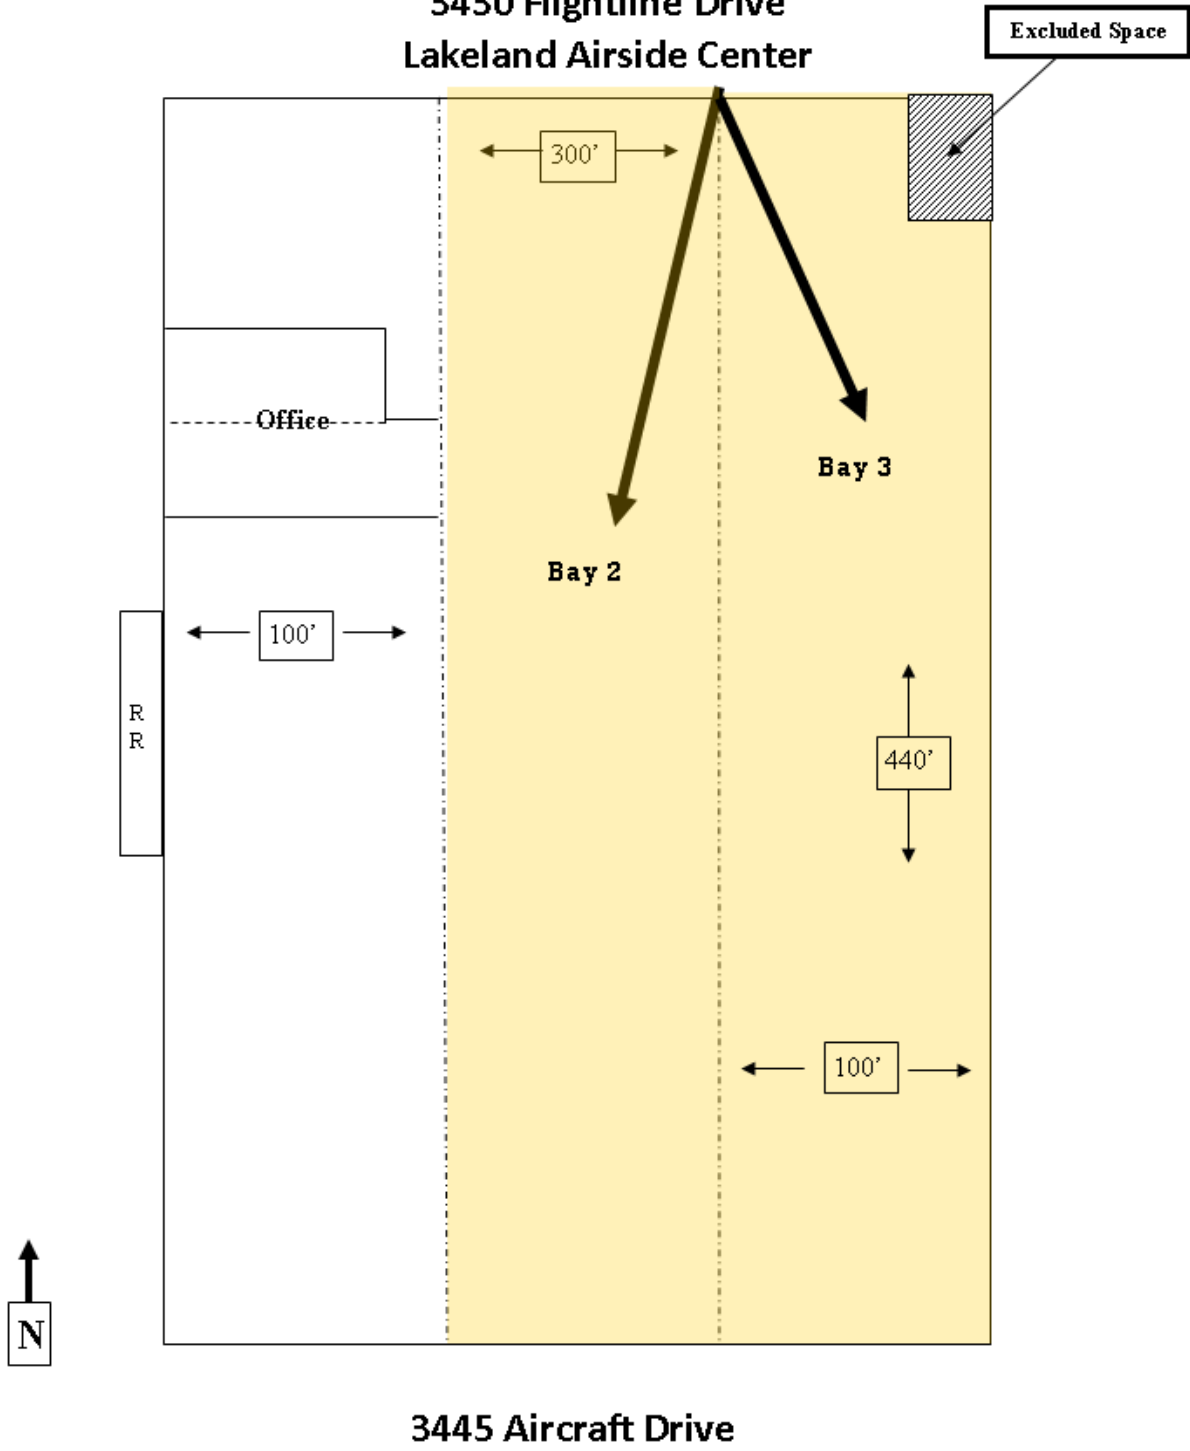 3450 Flightline Drive
Lakeland Airside Center
Excluded Space
300’
Office
Bay 3
Bay 2
100’
R
R
440’
100’
N
3445 Aircraft Drive